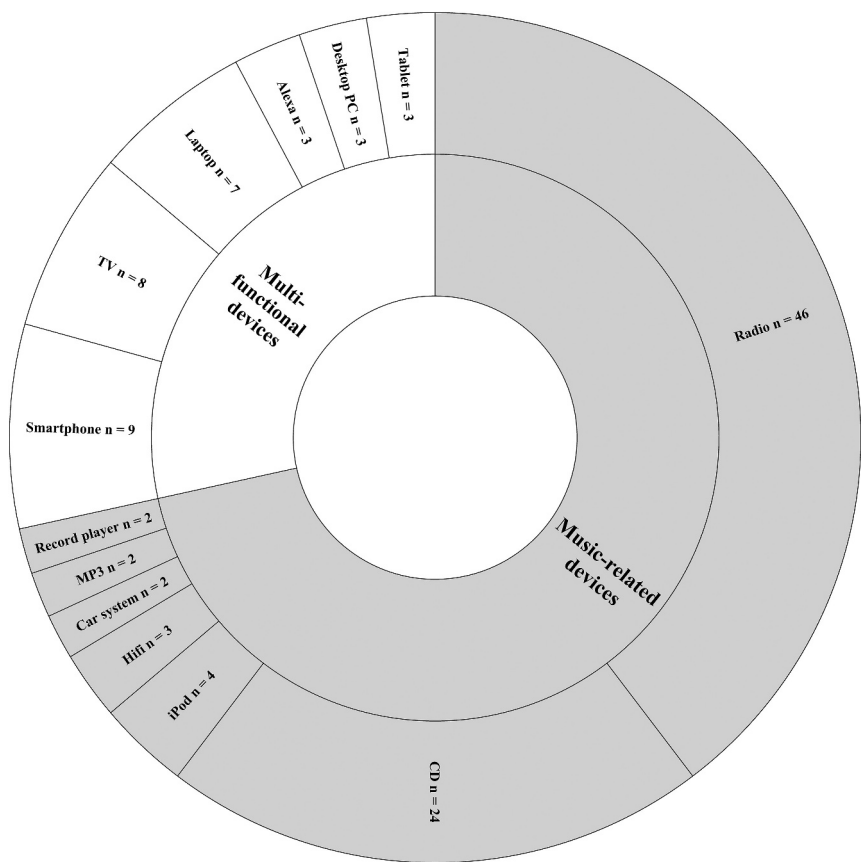 Tablet n = 3
Desktop PC n = 3
Alexa n = 3
Laptop n = 7
TV n = 8
Smartphone n = 9
Multi-
functional
devices
Radio n = 46
Music-related
devices
Record player n = 2
MP3 n = 2
Car system n = 2
Hifi n = 3
iPod n = 4
CD n = 24